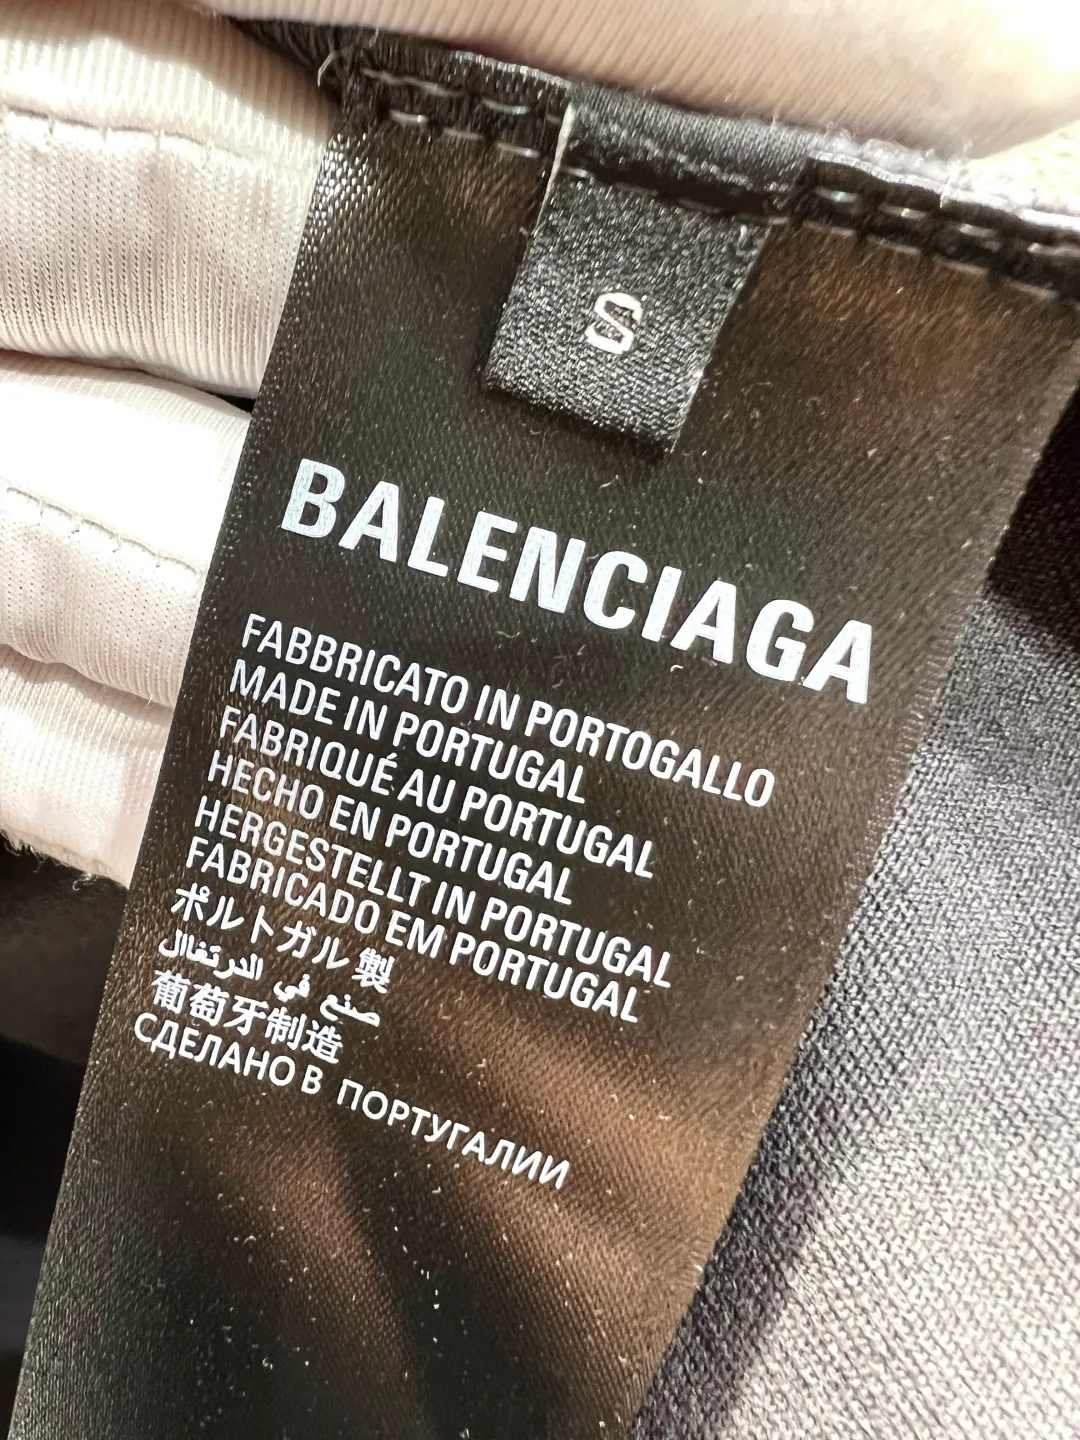 S
BALENCIAGA
FABBRICATO IN PORTOGALLO
MADE IN PORTUGAL
FABRIQUÉ AU PORTUGAL
HECHO EN PORTUGAL
HERGESTELLT IN PORTUGAL
FABRICADO EM PORTUGAL
ポルトガル 製
صنع في البرتغال
葡萄牙制造
СДЕЛАНО В ПОРТУГАЛИИ